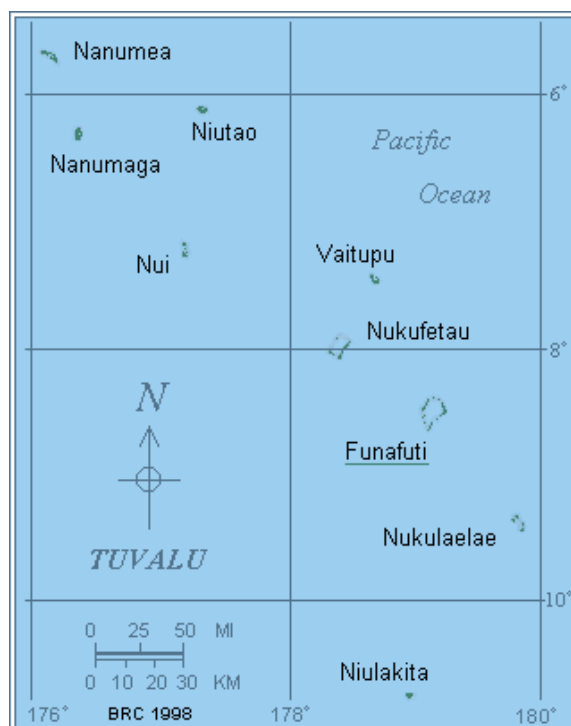 Nanumea
6°
Niutao
Pacific
Nanumaga
Ocean
Nui
Vaitupu
Nukufetau
8°
N
Funafuti
Nukulaelae
TUVALU
10°
0 25 50 MI
0 10 20 30 KM
Niulakita
176° BRC 1998 178° 180°